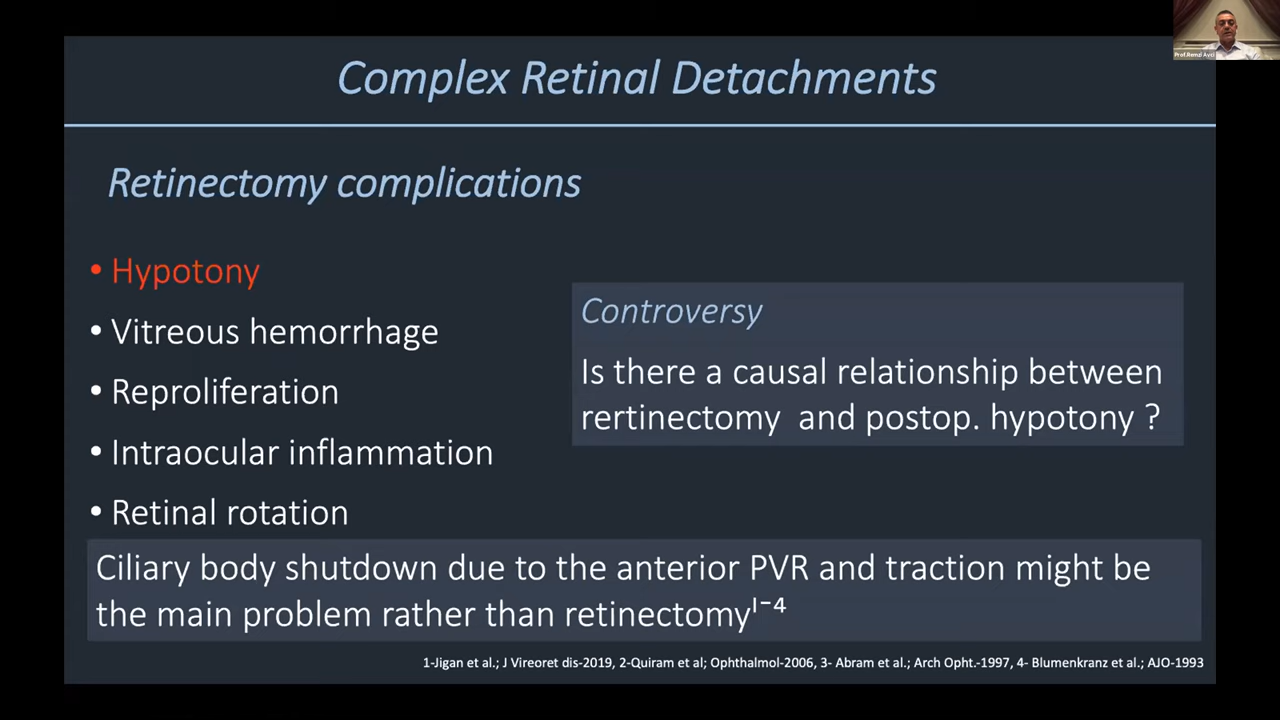 Complex Retinal Detachments
Prof.Remzi Avci
Retinectomy complications
• Hypotony
• Vitreous hemorrhage
• Reproliferation
• Intraocular inflammation
• Retinal rotation
Controversy
Is there a causal relationship between
rertinectomy and postop. hypotony ?
Ciliary body shutdown due to the anterior PVR and traction might be
the main problem rather than retinectomy¹⁻⁴
1-Jigan et al.; J Vireoret dis-2019, 2-Quiram et al; Ophthalmol-2006, 3- Abram et al.; Arch Opht.-1997, 4- Blumenkranz et al.; AJO-1993